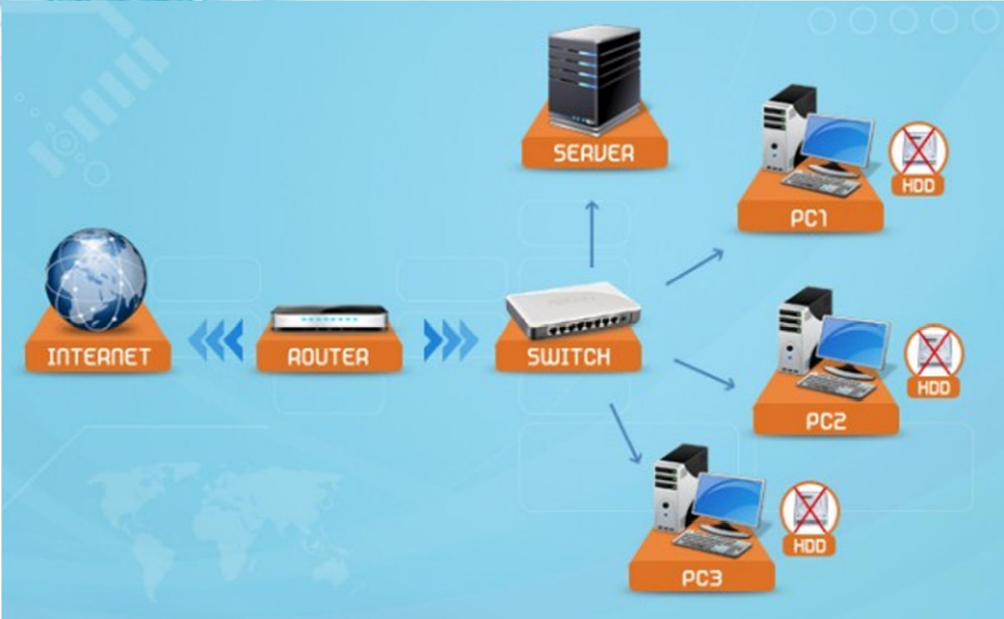 SERVER
PC1
HDD
INTERNET
ROUTER
SWITCH
PC2
HDD
PC3
HDD